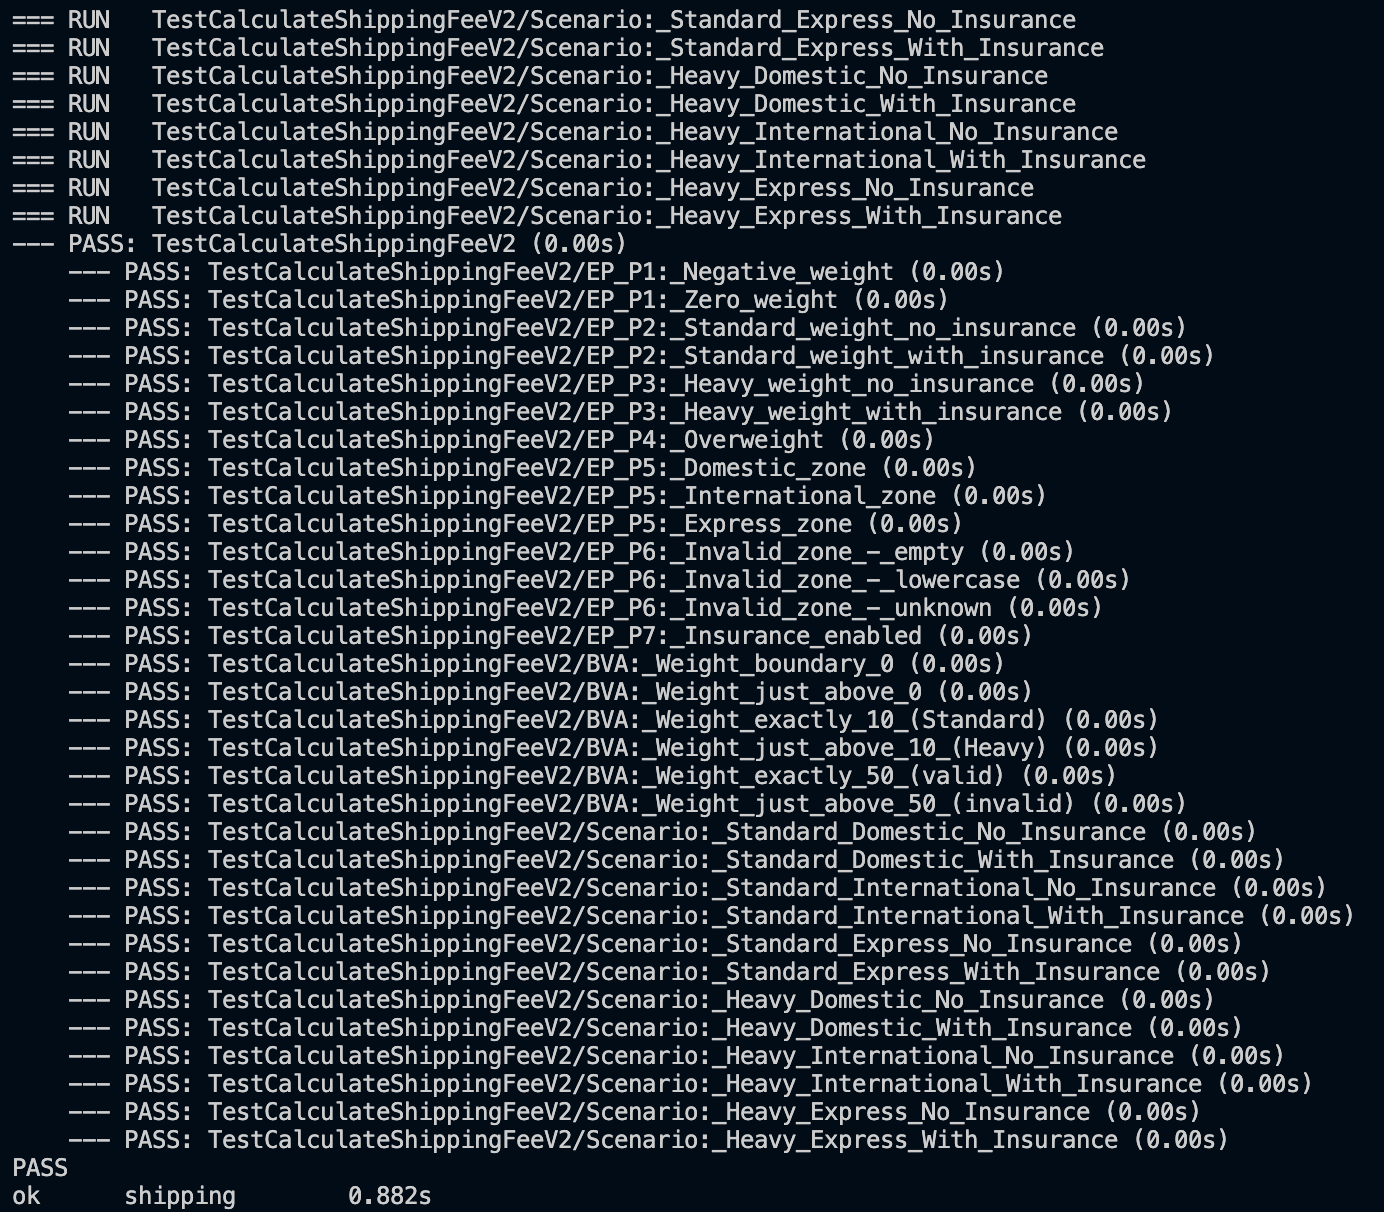 === RUN   TestCalculateShippingFeeV2/Scenario:_Standard_Express_No_Insurance
=== RUN   TestCalculateShippingFeeV2/Scenario:_Standard_Express_With_Insurance
=== RUN   TestCalculateShippingFeeV2/Scenario:_Heavy_Domestic_No_Insurance
=== RUN   TestCalculateShippingFeeV2/Scenario:_Heavy_Domestic_With_Insurance
=== RUN   TestCalculateShippingFeeV2/Scenario:_Heavy_International_No_Insurance
=== RUN   TestCalculateShippingFeeV2/Scenario:_Heavy_International_With_Insurance
=== RUN   TestCalculateShippingFeeV2/Scenario:_Heavy_Express_No_Insurance
=== RUN   TestCalculateShippingFeeV2/Scenario:_Heavy_Express_With_Insurance
--- PASS: TestCalculateShippingFeeV2 (0.00s)
    --- PASS: TestCalculateShippingFeeV2/EP_P1:_Negative_weight (0.00s)
    --- PASS: TestCalculateShippingFeeV2/EP_P1:_Zero_weight (0.00s)
    --- PASS: TestCalculateShippingFeeV2/EP_P2:_Standard_weight_no_insurance (0.00s)
    --- PASS: TestCalculateShippingFeeV2/EP_P2:_Standard_weight_with_insurance (0.00s)
    --- PASS: TestCalculateShippingFeeV2/EP_P3:_Heavy_weight_no_insurance (0.00s)
    --- PASS: TestCalculateShippingFeeV2/EP_P3:_Heavy_weight_with_insurance (0.00s)
    --- PASS: TestCalculateShippingFeeV2/EP_P4:_Overweight (0.00s)
    --- PASS: TestCalculateShippingFeeV2/EP_P5:_Domestic_zone (0.00s)
    --- PASS: TestCalculateShippingFeeV2/EP_P5:_International_zone (0.00s)
    --- PASS: TestCalculateShippingFeeV2/EP_P5:_Express_zone (0.00s)
    --- PASS: TestCalculateShippingFeeV2/EP_P6:_Invalid_zone_-_empty (0.00s)
    --- PASS: TestCalculateShippingFeeV2/EP_P6:_Invalid_zone_-_lowercase (0.00s)
    --- PASS: TestCalculateShippingFeeV2/EP_P6:_Invalid_zone_-_unknown (0.00s)
    --- PASS: TestCalculateShippingFeeV2/EP_P7:_Insurance_enabled (0.00s)
    --- PASS: TestCalculateShippingFeeV2/BVA:_Weight_boundary_0 (0.00s)
    --- PASS: TestCalculateShippingFeeV2/BVA:_Weight_just_above_0 (0.00s)
    --- PASS: TestCalculateShippingFeeV2/BVA:_Weight_exactly_10_(Standard) (0.00s)
    --- PASS: TestCalculateShippingFeeV2/BVA:_Weight_just_above_10_(Heavy) (0.00s)
    --- PASS: TestCalculateShippingFeeV2/BVA:_Weight_exactly_50_(valid) (0.00s)
    --- PASS: TestCalculateShippingFeeV2/BVA:_Weight_just_above_50_(invalid) (0.00s)
    --- PASS: TestCalculateShippingFeeV2/Scenario:_Standard_Domestic_No_Insurance (0.00s)
    --- PASS: TestCalculateShippingFeeV2/Scenario:_Standard_Domestic_With_Insurance (0.00s)
    --- PASS: TestCalculateShippingFeeV2/Scenario:_Standard_International_No_Insurance (0.00s)
    --- PASS: TestCalculateShippingFeeV2/Scenario:_Standard_International_With_Insurance (0.00s)
    --- PASS: TestCalculateShippingFeeV2/Scenario:_Standard_Express_No_Insurance (0.00s)
    --- PASS: TestCalculateShippingFeeV2/Scenario:_Standard_Express_With_Insurance (0.00s)
    --- PASS: TestCalculateShippingFeeV2/Scenario:_Heavy_Domestic_No_Insurance (0.00s)
    --- PASS: TestCalculateShippingFeeV2/Scenario:_Heavy_Domestic_With_Insurance (0.00s)
    --- PASS: TestCalculateShippingFeeV2/Scenario:_Heavy_International_No_Insurance (0.00s)
    --- PASS: TestCalculateShippingFeeV2/Scenario:_Heavy_International_With_Insurance (0.00s)
    --- PASS: TestCalculateShippingFeeV2/Scenario:_Heavy_Express_No_Insurance (0.00s)
    --- PASS: TestCalculateShippingFeeV2/Scenario:_Heavy_Express_With_Insurance (0.00s)
PASS
ok      shipping        0.882s